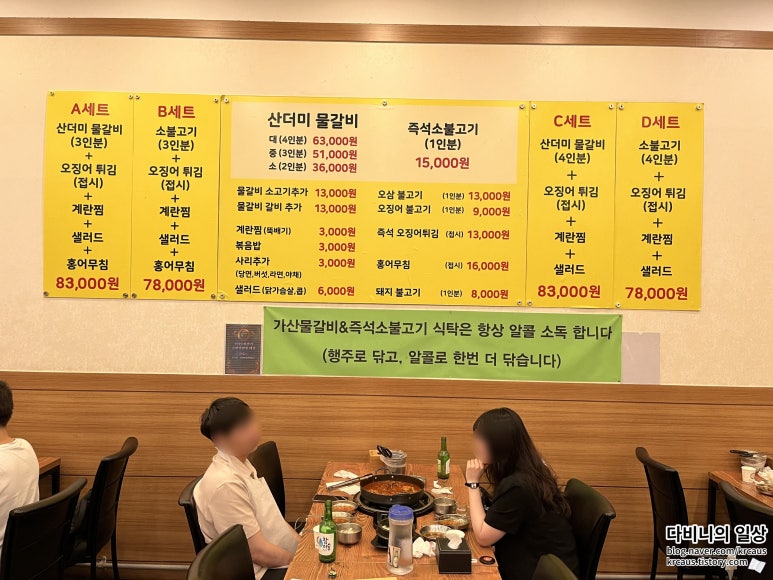 A세트
산더미 물갈비
(3인분)
+
오징어 튀김
(접시)
+
계란찜
+
샐러드
+
홍어무침
83,000원
B세트
소불고기
(3인분)
+
오징어 튀김
(접시)
+
계란찜
+
샐러드
+
홍어무침
78,000원
산더미 물갈비
대 (4인분) 63,000원
중 (3인분) 51,000원
소 (2인분) 36,000원
즉석소불고기
(1인분)
15,000원
물갈비 소고기추가 13,000원
물갈비 갈비 추가 13,000원
계란찜 (뚝배기) 3,000원
볶음밥 3,000원
사리추가 3,000원
(당면,버섯,라면,야채)
샐러드 (닭가슴살,콥) 6,000원
오삼 불고기 (1인분) 13,000원
오징어 불고기 (1인분) 9,000원
즉석 오징어튀김 (접시) 13,000원
홍어무침 (접시) 16,000원
돼지 불고기 (1인분) 8,000원
C세트
산더미 물갈비
(4인분)
+
오징어 튀김
(접시)
+
계란찜
+
샐러드
83,000원
D세트
소불고기
(4인분)
+
오징어 튀김
(접시)
+
계란찜
+
샐러드
78,000원
가산물갈비&즉석소불고기 식탁은 항상 알콜 소독 합니다
(행주로 닦고, 알콜로 한번 더 닦습니다)
다비니의 일상
blog.naver.com/kreaus
kreaus.tistory.com